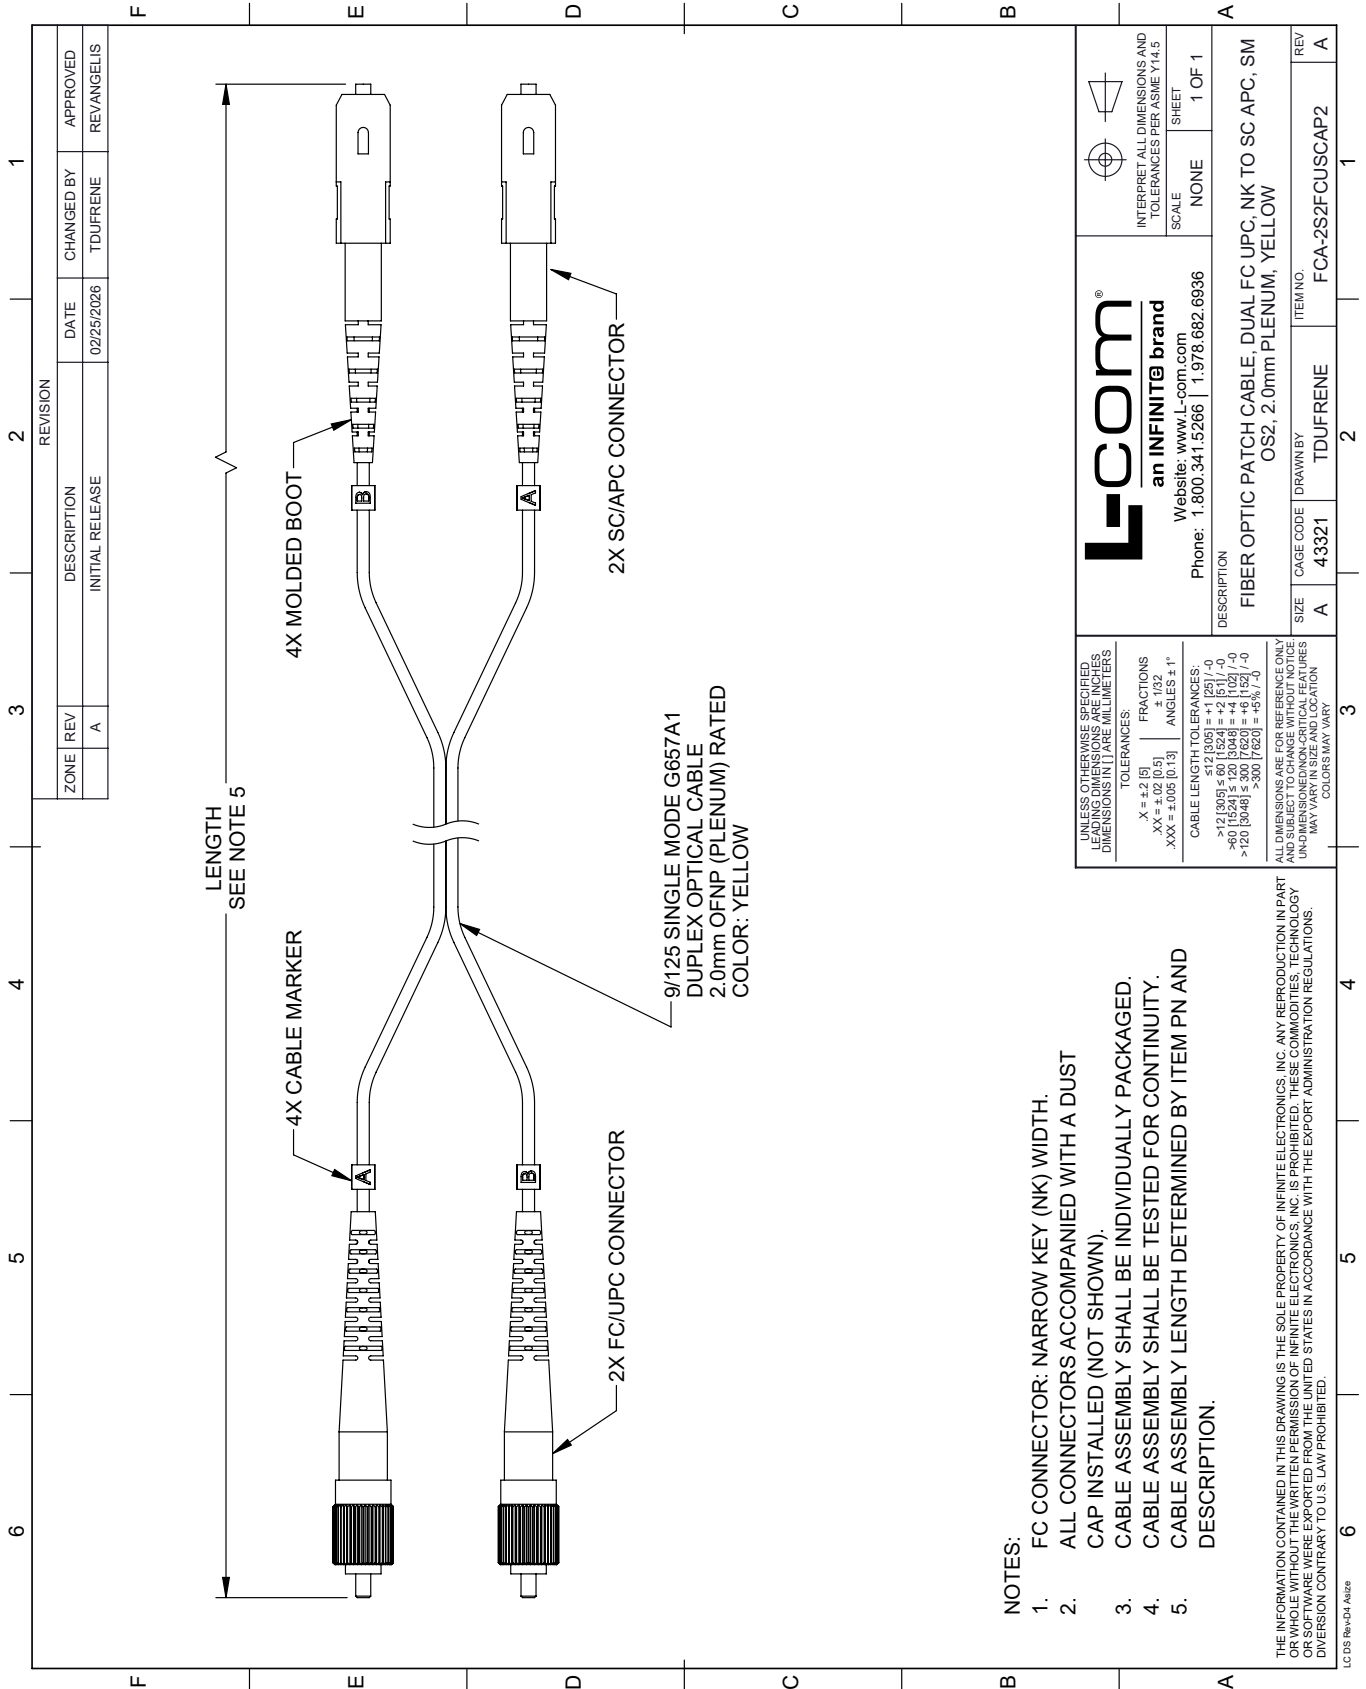 6 5 4 3 2 1
F
E
D
C
B
A
F
E
D
C
B
A
REVISION
ZONE REV DESCRIPTION DATE CHANGED BY APPROVED
A INITIAL RELEASE 02/25/2026 TDUFRENE REVANGELIS
LENGTH
SEE NOTE 5
4X CABLE MARKER
4X MOLDED BOOT
A
B
B
A
2X FC/UPC CONNECTOR
2X SC/APC CONNECTOR
9/125 SINGLE MODE G657A1
DUPLEX OPTICAL CABLE
2.0mm OFNP (PLENUM) RATED
COLOR: YELLOW
NOTES:
1. FC CONNECTOR: NARROW KEY (NK) WIDTH.
2. ALL CONNECTORS ACCOMPANIED WITH A DUST
CAP INSTALLED (NOT SHOWN).
3. CABLE ASSEMBLY SHALL BE INDIVIDUALLY PACKAGED.
4. CABLE ASSEMBLY SHALL BE TESTED FOR CONTINUITY.
5. CABLE ASSEMBLY LENGTH DETERMINED BY ITEM PN AND
DESCRIPTION.
THE INFORMATION CONTAINED IN THIS DRAWING IS THE SOLE PROPERTY OF INFINITE ELECTRONICS, INC. ANY REPRODUCTION IN PART
OR WHOLE WITHOUT THE WRITTEN PERMISSION OF INFINITE ELECTRONICS, INC. IS PROHIBITED. THESE COMMODITIES, TECHNOLOGY
OR SOFTWARE WERE EXPORTED FROM THE UNITED STATES IN ACCORDANCE WITH THE EXPORT ADMINISTRATION REGULATIONS.
DIVERSION CONTRARY TO U.S. LAW PROHIBITED.
UNLESS OTHERWISE SPECIFIED
LEADING DIMENSIONS ARE INCHES
DIMENSIONS IN [ ] ARE MILLIMETERS
TOLERANCES:
.X = ±.2 [5] FRACTIONS
.XX = ±.02 [0.5] ± 1/32
.XXX = ±.005 [0.13] ANGLES ± 1°
CABLE LENGTH TOLERANCES:
≤12 [305] = +1 [25] / -0
>12 [305] ≤ 60 [1524] = +2 [51] / -0
>60 [1524] ≤ 120 [3048] = +4 [102] / -0
>120 [3048] ≤ 300 [7620] = +6 [152] / -0
>300 [7620] = +5% / -0
ALL DIMENSIONS ARE FOR REFERENCE ONLY
AND SUBJECT TO CHANGE WITHOUT NOTICE.
UN-DIMENSIONED/NON-CRITICAL FEATURES
MAY VARY IN SIZE AND LOCATION
COLORS MAY VARY
L-com®
an INFINIT@ brand
Website: www.L-com.com
Phone: 1.800.341.5266 | 1.978.682.6936
INTERPRET ALL DIMENSIONS AND
TOLERANCES PER ASME Y14.5
SCALE SHEET
NONE 1 OF 1
DESCRIPTION
FIBER OPTIC PATCH CABLE, DUAL FC UPC, NK TO SC APC, SM
OS2, 2.0mm PLENUM, YELLOW
SIZE CAGE CODE DRAWN BY ITEM NO. REV
A 43321 TDUFRENE FCA-2S2FCUSCAP2 A
LC DS Rev-D4 Asize
6 5 4 3 2 1